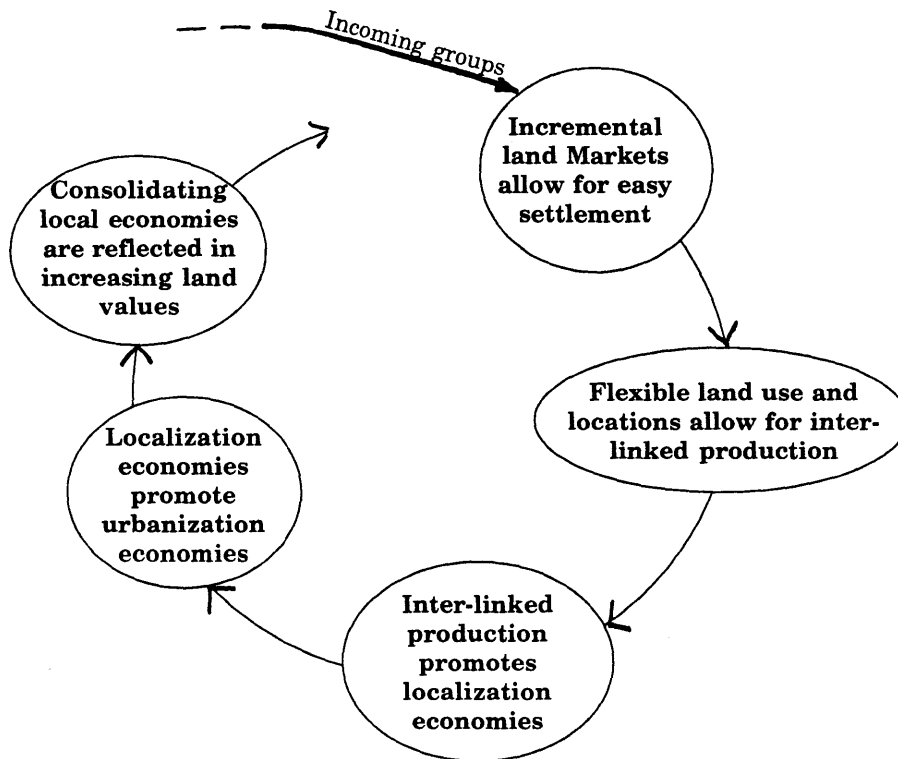 Incoming groups
Incremental
land Markets
allow for easy
settlement
Flexible land use and
locations allow for inter-
linked production
Inter-linked
production
promotes
localization
economies
Localization
economies
promote
urbanization
economies
Consolidating
local economies
are reflected in
increasing land
values